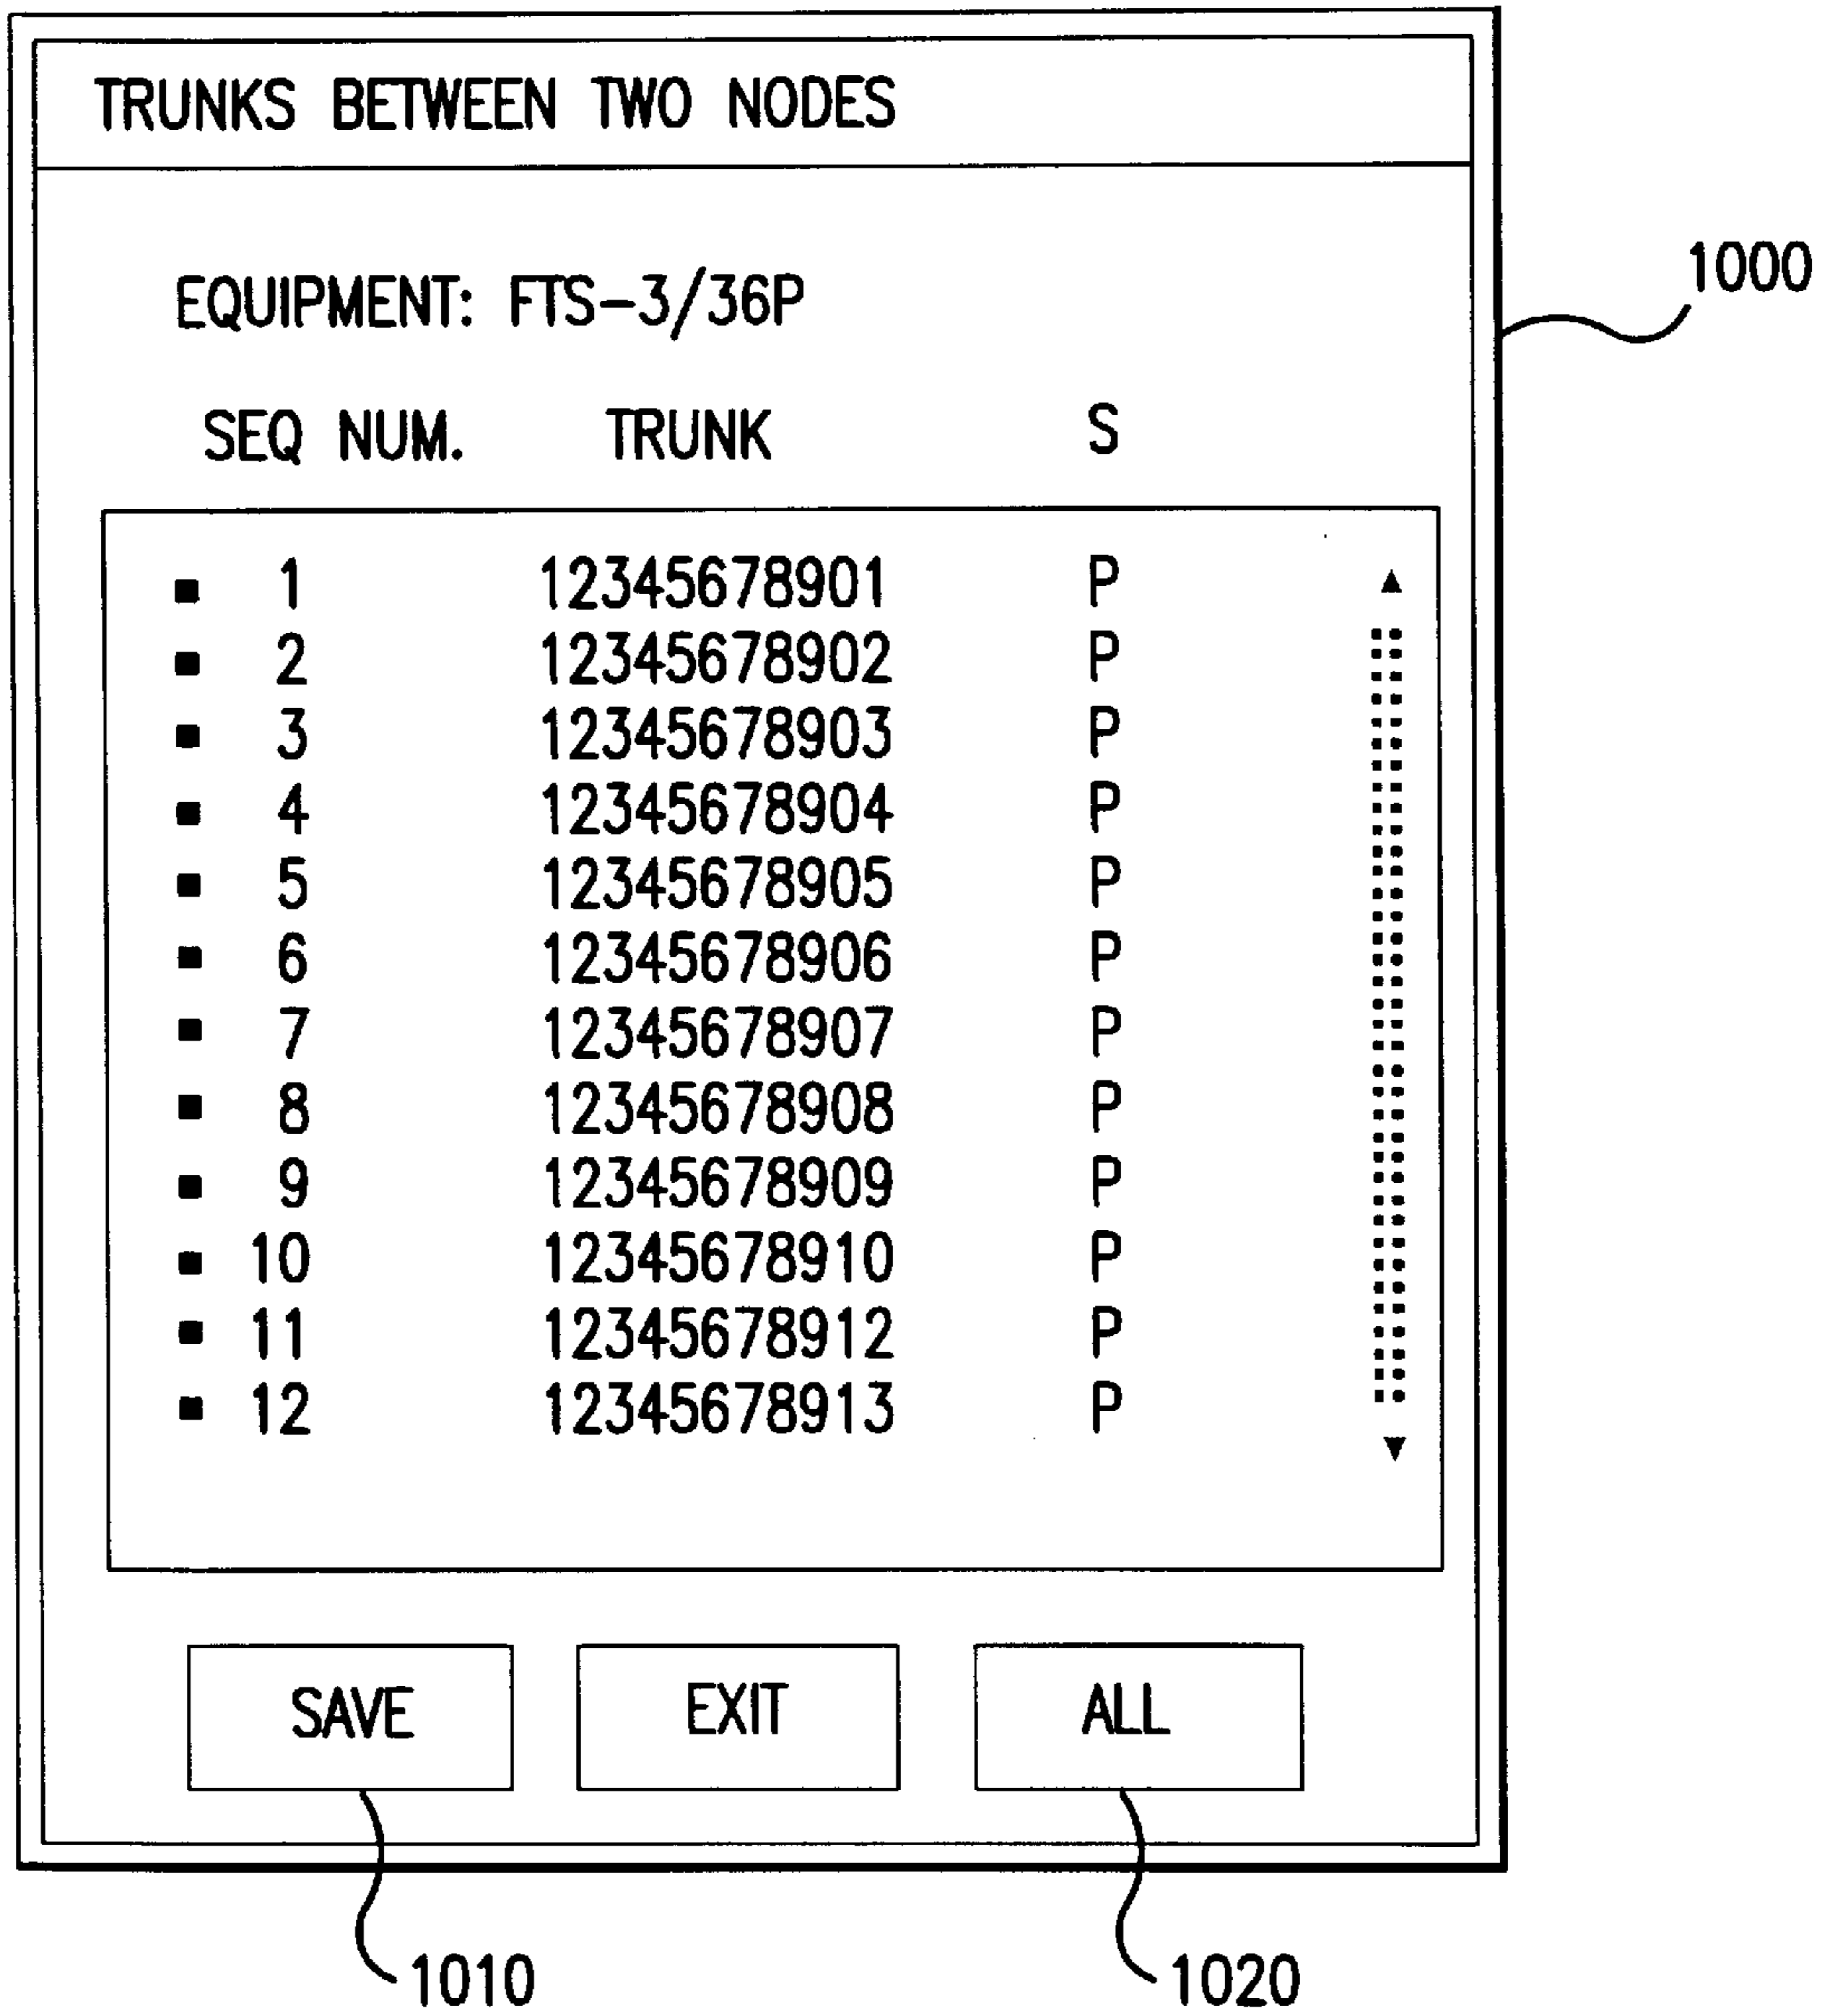 TRUNKS BETWEEN TWO NODES
EQUIPMENT: FTS-3/36P
1000
SEQ NUM. TRUNK S
1 12345678901 P
2 12345678902 P
3 12345678903 P
4 12345678904 P
5 12345678905 P
6 12345678906 P
7 12345678907 P
8 12345678908 P
9 12345678909 P
10 12345678910 P
11 12345678912 P
12 12345678913 P
SAVE EXIT ALL
1010 1020